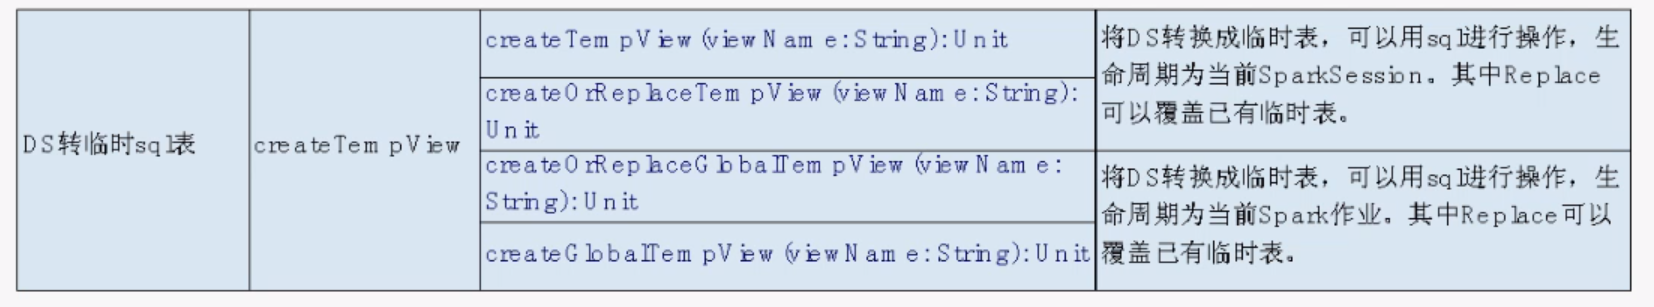 DS转临时sql表
createTempView
createTempView(viewName:String):Unit
createOrReplaceTempView(viewName:String):
Unit
createOrReplaceGlobalTempView(viewName:
String):Unit
createGlobalTempView(viewName:String):Unit
将DS转换成临时表，可以用sql进行操作，生
命周期为当前SparkSession。其中Replace
可以覆盖已有临时表。
将DS转换成临时表，可以用sql进行操作，生
命周期为当前Spark作业。其中Replace可以
覆盖已有临时表。